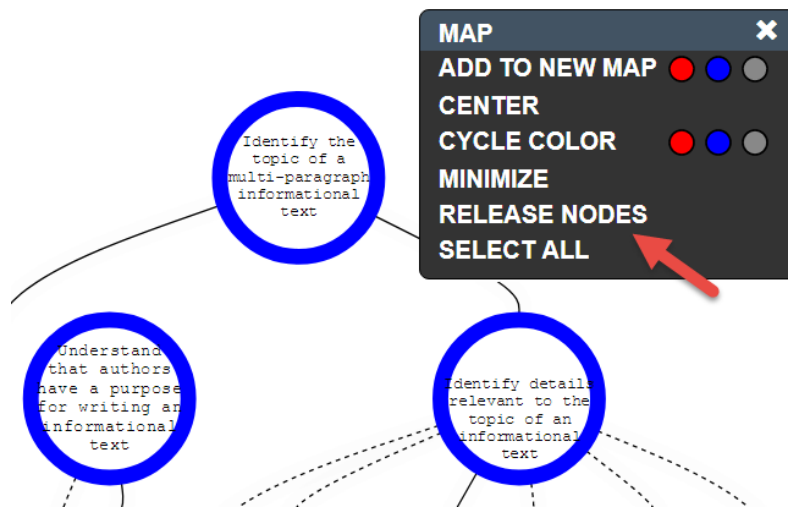 MAP
ADD TO NEW MAP
CENTER
CYCLE COLOR
MINIMIZE
RELEASE NODES
SELECT ALL
Identify the
topic of a
multi-paragraph
informational
text
Understand
that authors
have a purpose
for writing an
informational
text
Identify details
relevant to the
topic of an
informational
text